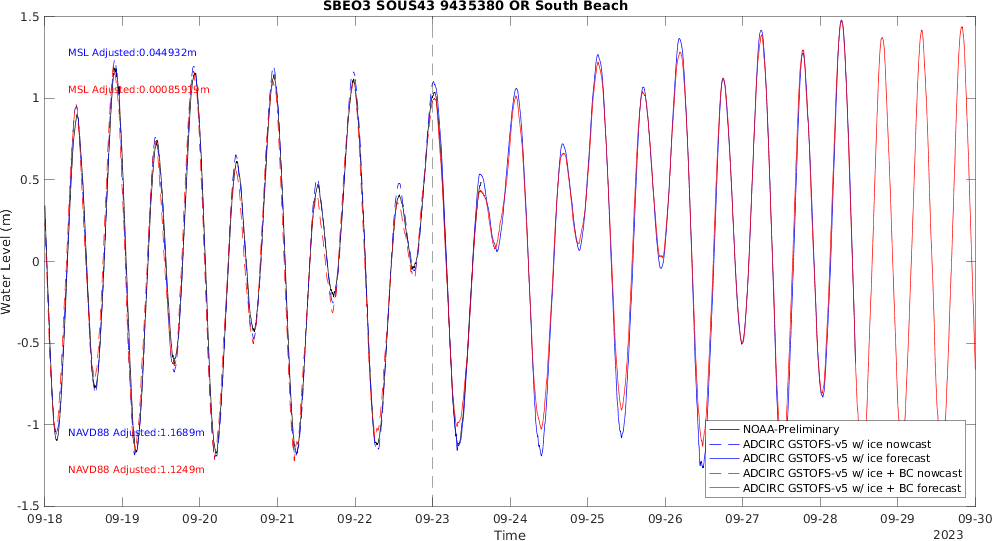 SBEO3 SOUS43 9435380 OR South Beach
1.5
1
0.5
0
-0.5
-1
-1.5
Water Level (m)
MSL Adjusted:0.044932m
MSL Adjusted:0.00085919m
NAVD88 Adjusted:1.1689m
NAVD88 Adjusted:1.1249m
NOAA-Preliminary
ADCIRC GSTOFS-v5 w/ ice nowcast
ADCIRC GSTOFS-v5 w/ ice forecast
ADCIRC GSTOFS-v5 w/ ice + BC nowcast
ADCIRC GSTOFS-v5 w/ ice + BC forecast
09-18 09-19 09-20 09-21 09-22 09-23 09-24 09-25 09-26 09-27 09-28 09-29 09-30
Time
2023